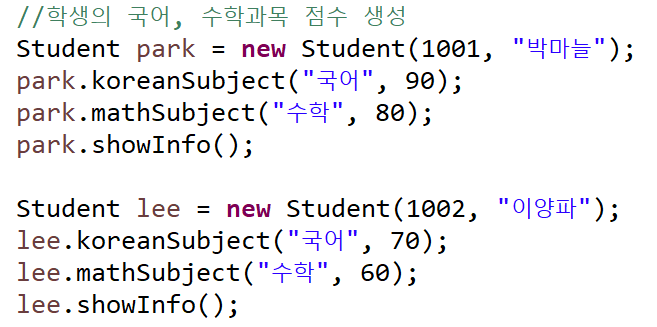 //학생의 국어, 수학과목 점수 생성
Student park = new Student(1001, "박마늘");
park.koreanSubject("국어", 90);
park.mathSubject("수학", 80);
park.showInfo();
Student lee = new Student(1002, "이양파");
lee.koreanSubject("국어", 70);
lee.mathSubject("수학", 60);
lee.showInfo();